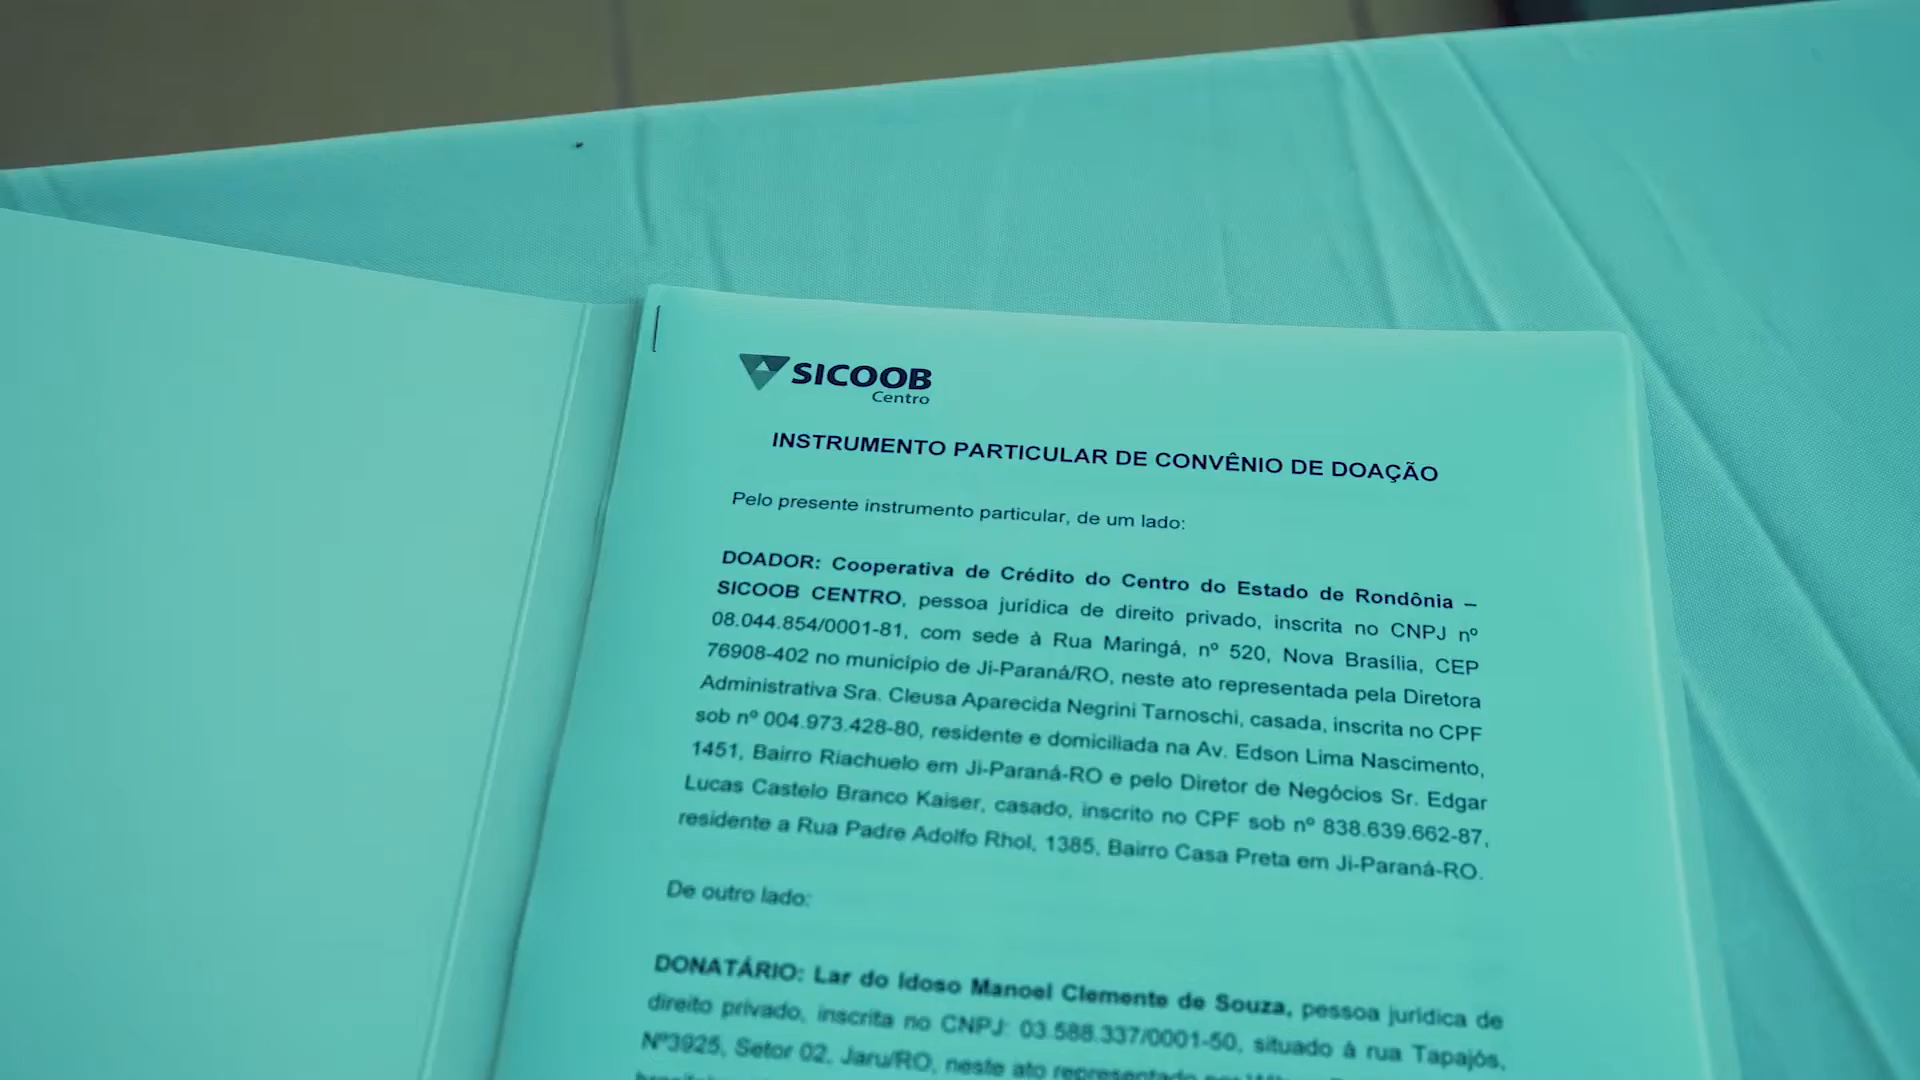 SICOOB
Centro
INSTRUMENTO PARTICULAR DE CONVÊNIO DE DOAÇÃO
Pelo presente instrumento particular, de um lado:
DOADOR: Cooperativa de Crédito do Centro do Estado de Rondônia –
SICOOB CENTRO, pessoa jurídica de direito privado, inscrita no CNPJ nº
08.044.854/0001-81, com sede à Rua Maringá, nº 520, Nova Brasília, CEP
76908-402 no município de Ji-Paraná/RO, neste ato representada pela Diretora
Administrativa Sra. Cleusa Aparecida Negrini Tarnoschi, casada, inscrita no CPF
sob nº 004.973.428-80, residente e domiciliada na Av. Edson Lima Nascimento,
1451, Bairro Riachuelo em Ji-Paraná-RO e pelo Diretor de Negócios Sr. Edgar
Lucas Castelo Branco Kaiser, casado, inscrito no CPF sob nº 838.639.662-87,
residente a Rua Padre Adolfo Rhol, 1385, Bairro Casa Preta em Ji-Paraná-RO.
De outro lado:
DONATÁRIO: Lar do Idoso Manoel Clemente de Souza, pessoa jurídica de
direito privado, inscrita no CNPJ: 03.588.337/0001-50, situado à rua Tapajós,
Nº3925, Setor 02, Jaru/RO, neste ato representado por